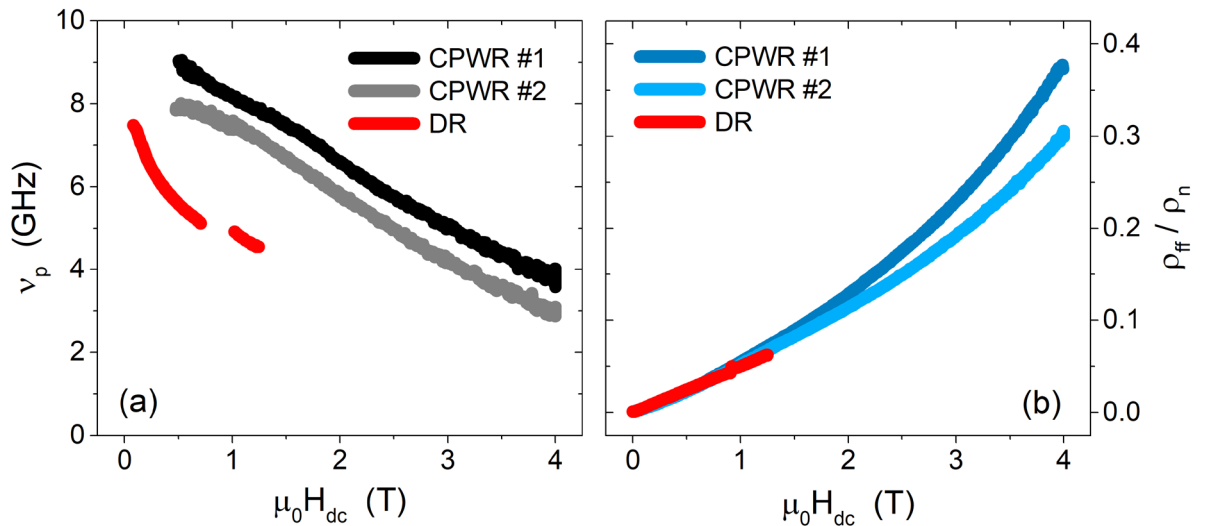 10
8
6
4
2
0
ν_p (GHz)
CPWR #1
CPWR #2
DR
(a)
0 1 2 3 4
μ₀H_dc (T)
CPWR #1
CPWR #2
DR
(b)
0 1 2 3 4
μ₀H_dc (T)
0.4
0.3
0.2
0.1
0.0
ρ_ff / ρ_n